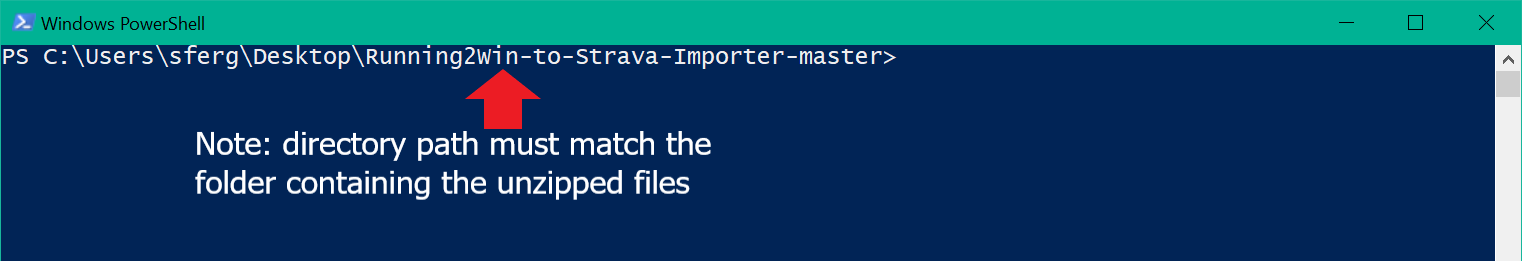 Windows PowerShell
PS C:\Users\sferg\Desktop\Running2Win-to-Strava-Importer-master>
Note: directory path must match the
folder containing the unzipped files